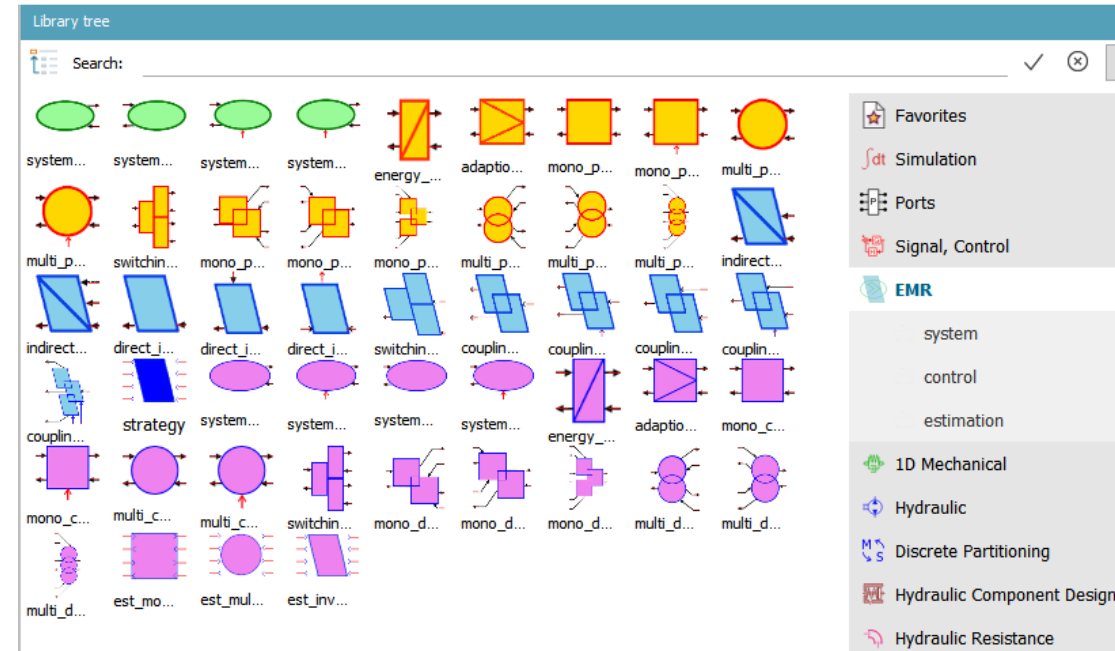 Library tree
Search:
system... system... system... system... energy_... adaptio... mono_p... mono_p... multi_p...
multi_p... switchin... mono_p... mono_p... mono_p... multi_p... multi_p... multi_p... indirect...
indirect... direct_i... direct_i... direct_i... switchin... couplin... couplin... couplin... couplin...
couplin... strategy system... system... system... system... energy_... adaptio... mono_c...
mono_c... multi_c... multi_c... switchin... mono_d... mono_d... mono_d... multi_d... multi_d...
multi_d... est_mo... est_mul... est_inv...
Favorites
∫dt Simulation
P Ports
Signal, Control
EMR
system
control
estimation
1D Mechanical
Hydraulic
M S Discrete Partitioning
Hydraulic Component Design
Hydraulic Resistance